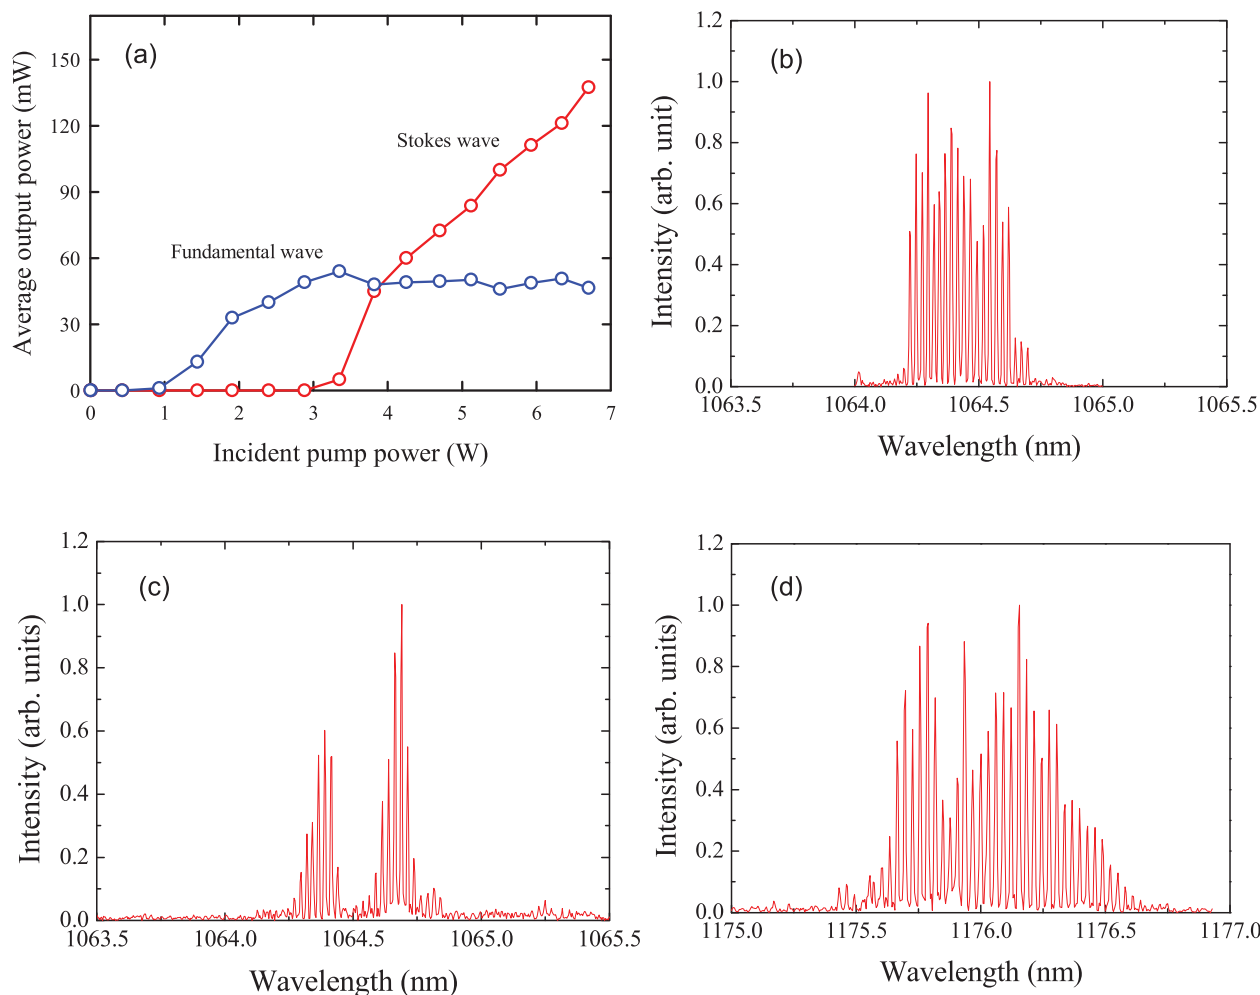 (a)
Average output power (mW)
150
120
90
60
30
0
Stokes wave
Fundamental wave
0 1 2 3 4 5 6 7
Incident pump power (W)
(b)
Intensity (arb. unit)
1.2
1.0
0.8
0.6
0.4
0.2
0.0
1063.5 1064.0 1064.5 1065.0 1065.5
Wavelength (nm)
(c)
Intensity (arb. units)
1.2
1.0
0.8
0.6
0.4
0.2
0.0
1063.5 1064.0 1064.5 1065.0 1065.5
Wavelength (nm)
(d)
Intensity (arb. units)
1.2
1.0
0.8
0.6
0.4
0.2
0.0
1175.0 1175.5 1176.0 1176.5 1177.0
Wavelength (nm)